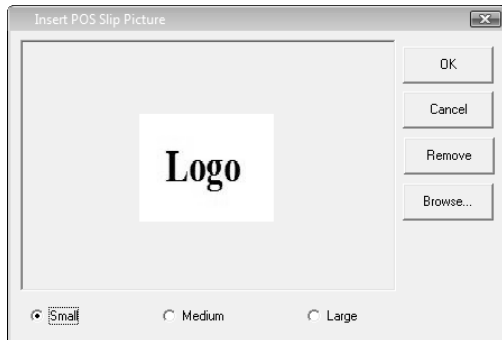 Insert POS Slip Picture
OK
Cancel
Logo
Remove
Browse...
Small Medium Large